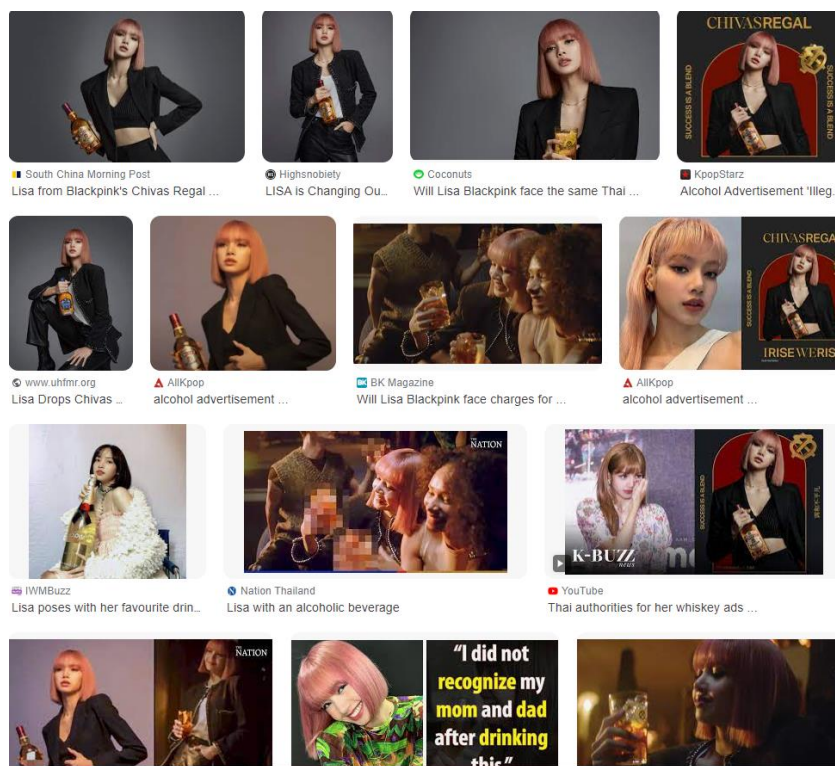 CHIVASREGAL
SUCCESS IS A BLEND
SUCCESS IS A BLEND
South China Morning Post
Lisa from Blackpink's Chivas Regal ...
Highsnobiety
LISA is Changing Ou...
Coconuts
Will Lisa Blackpink face the same Thai ...
KpopStarz
Alcohol Advertisement 'Illeg.
CHIVASREGA
SUCCESS IS A BLEND
I RISE WE RIS
www.uhfmr.org
Lisa Drops Chivas ...
AllKpop
alcohol advertisement ...
BK Magazine
Will Lisa Blackpink face charges for ...
AllKpop
alcohol advertisement ...
THE
NATION
SUCCESS IS A BLEND
K-BUZZ
news
IWMBuzz
Lisa poses with her favourite drin...
Nation Thailand
Lisa with an alcoholic beverage
YouTube
Thai authorities for her whiskey ads ...
THE
NATION
"I did not
recognize my
mom and dad
after drinking
this"